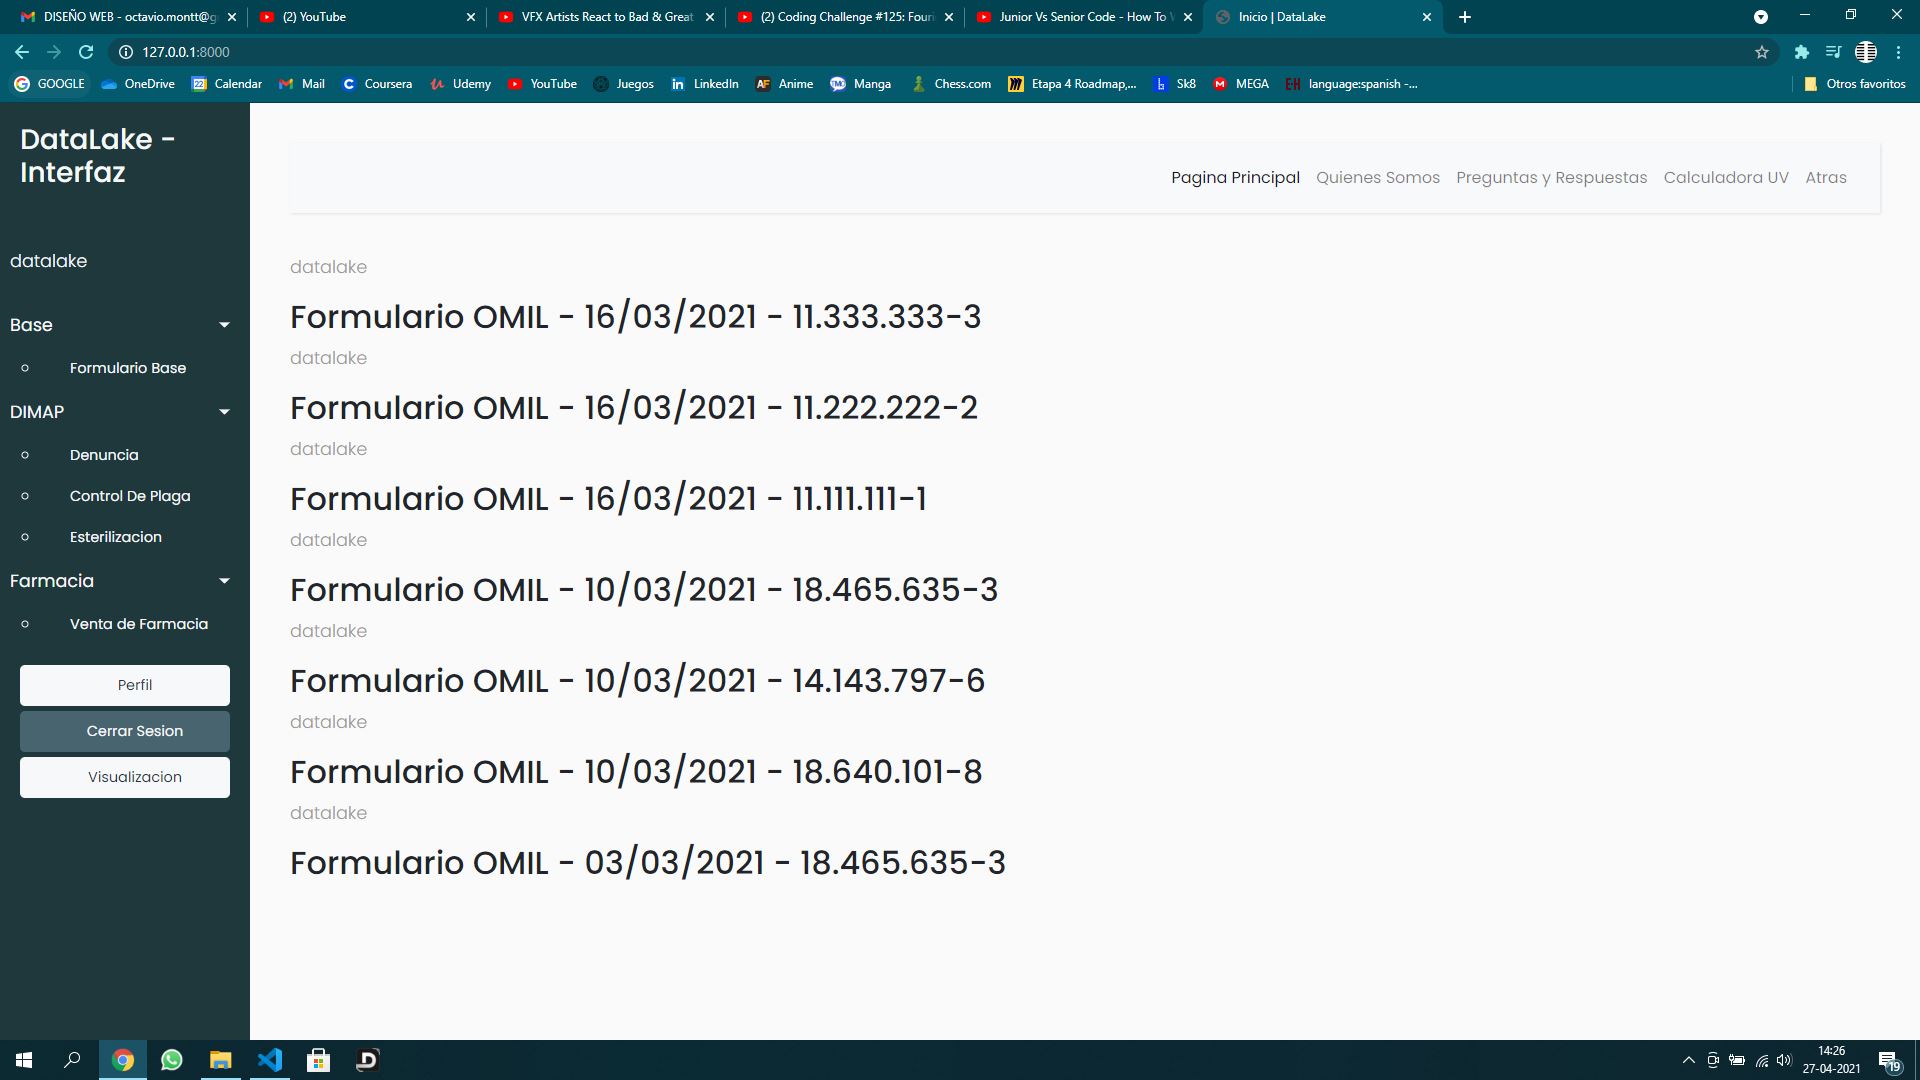 DISEÑO WEB - octavio.montt@g
(2) YouTube
VFX Artists React to Bad & Great
(2) Coding Challenge #125: Fouri
Junior Vs Senior Code - How To
Inicio | DataLake
127.0.0.1:8000
GOOGLE
OneDrive
Calendar
Mail
Coursera
Udemy
YouTube
Juegos
LinkedIn
Anime
Manga
Chess.com
Etapa 4 Roadmap,...
Sk8
MEGA
language:spanish -...
Otros favoritos
DataLake -
Interfaz
datalake
Base
Formulario Base
DIMAP
Denuncia
Control De Plaga
Esterilizacion
Farmacia
Venta de Farmacia
Perfil
Cerrar Sesion
Visualizacion
Pagina Principal
Quienes Somos
Preguntas y Respuestas
Calculadora UV
Atras
datalake
Formulario OMIL - 16/03/2021 - 11.333.333-3
datalake
Formulario OMIL - 16/03/2021 - 11.222.222-2
datalake
Formulario OMIL - 16/03/2021 - 11.111.111-1
datalake
Formulario OMIL - 10/03/2021 - 18.465.635-3
datalake
Formulario OMIL - 10/03/2021 - 14.143.797-6
datalake
Formulario OMIL - 10/03/2021 - 18.640.101-8
datalake
Formulario OMIL - 03/03/2021 - 18.465.635-3
14:26
27-04-2021
19